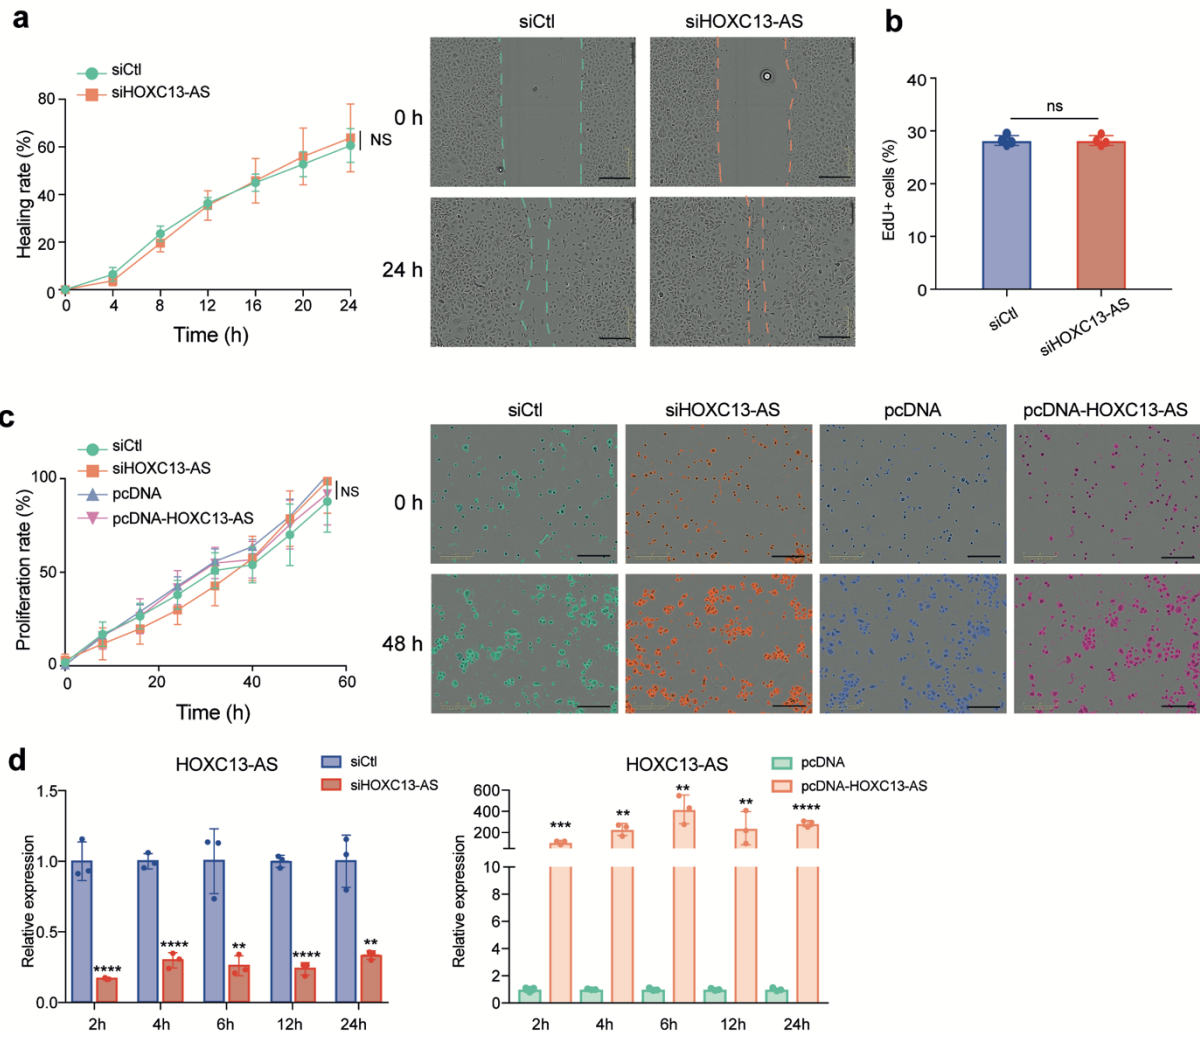 a
siCtl
siHOXC13-AS
Healing rate (%)
80
60
40
20
0
NS
0 4 8 12 16 20 24
Time (h)
siCtl siHOXC13-AS
0 h
24 h
b
EdU+ cells (%)
40
30
20
10
0
ns
siCtl
siHOXC13-AS
c
siCtl
siHOXC13-AS
pcDNA
pcDNA-HOXC13-AS
Proliferation rate (%)
100
50
0
NS
0 20 40 60
Time (h)
siCtl siHOXC13-AS pcDNA pcDNA-HOXC13-AS
0 h
48 h
d
HOXC13-AS
siCtl
siHOXC13-AS
Relative expression
1.5
1.0
0.5
0.0
**** **** ** **** **
2h 4h 6h 12h 24h
HOXC13-AS
pcDNA
pcDNA-HOXC13-AS
Relative expression
600
400
200
10
8
6
4
2
0
*** ** ** ** ****
2h 4h 6h 12h 24h